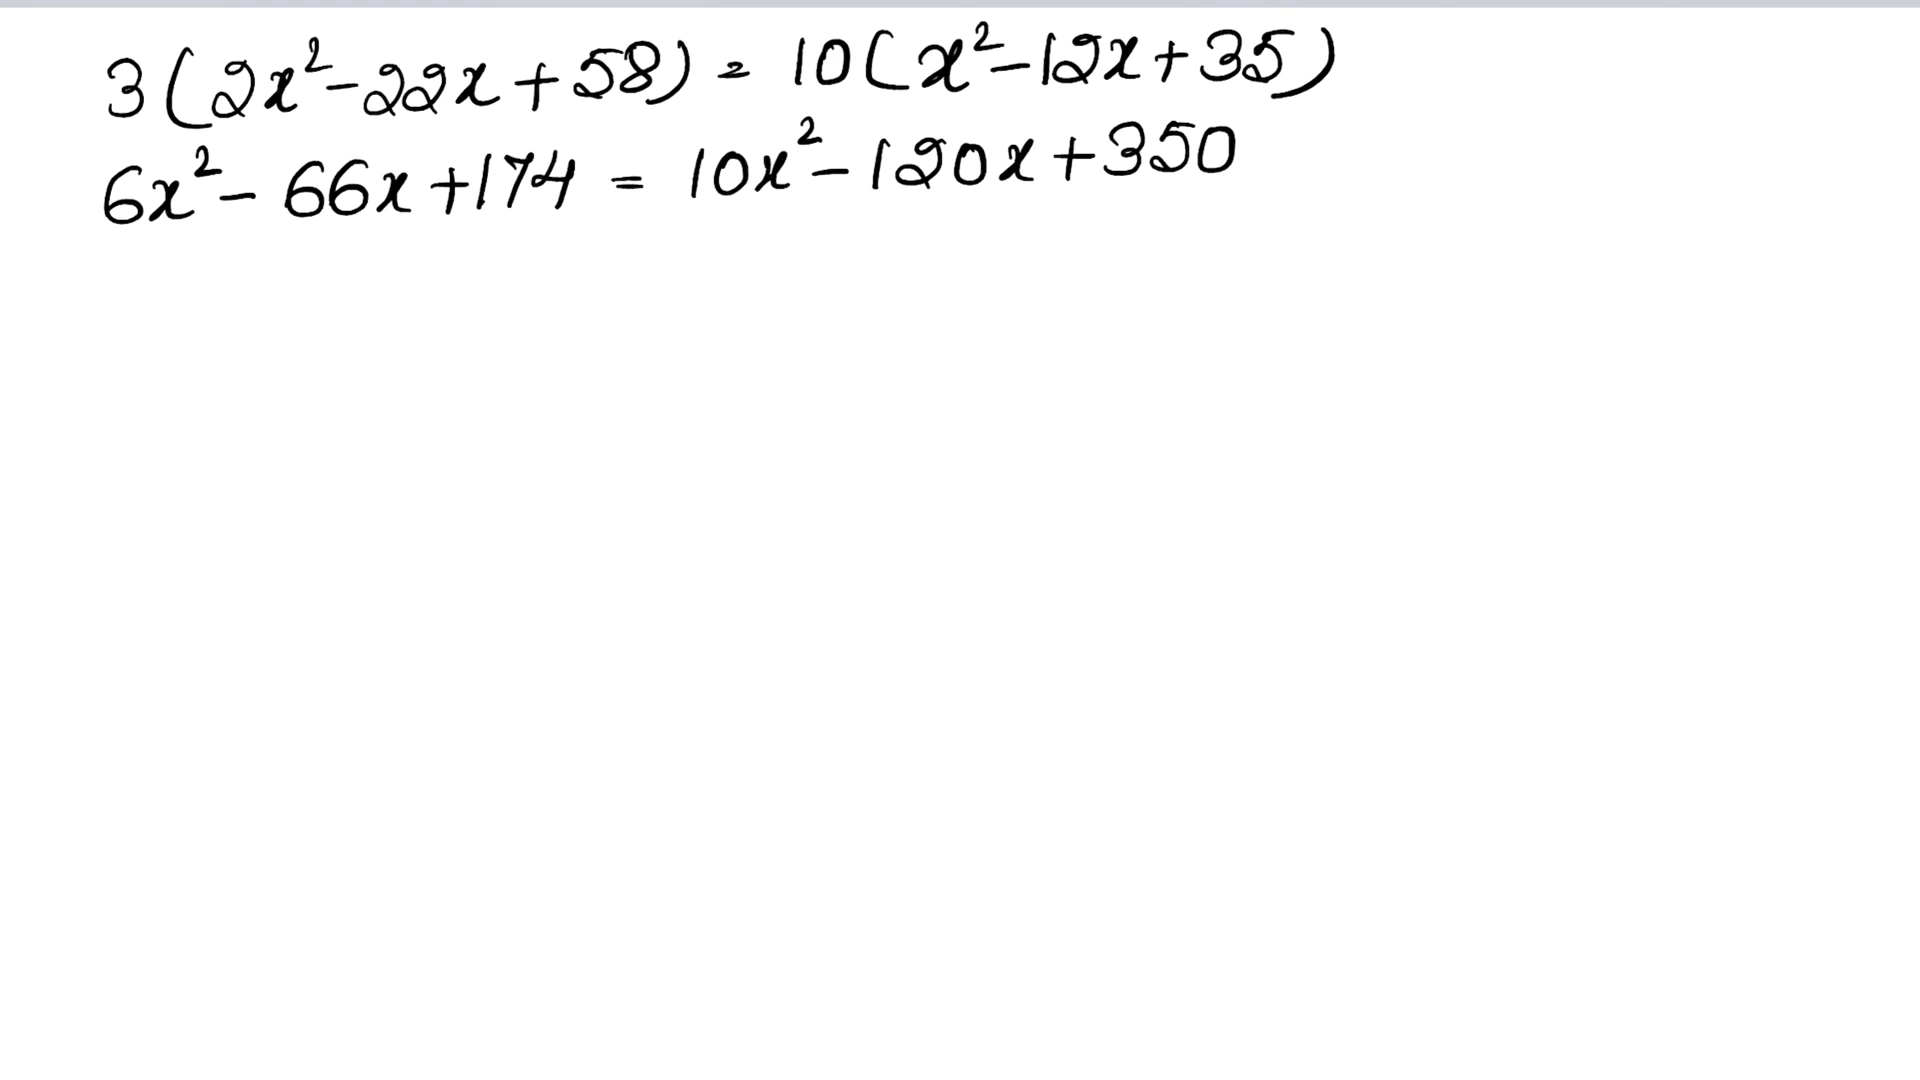 3(2x²-22x+58) = 10(x²-12x+35)
6x²- 66x+174 = 10x²-120x+350